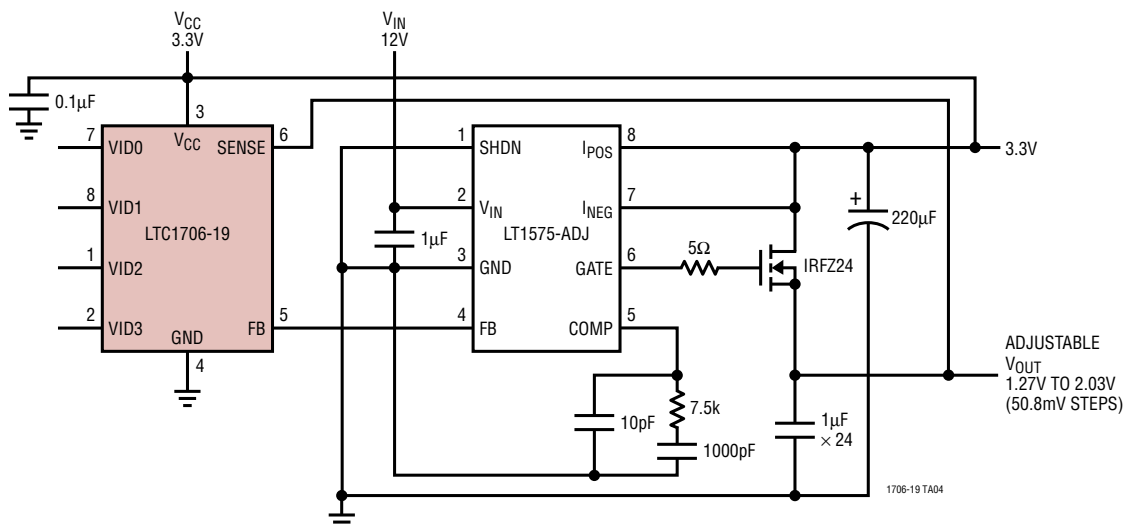 VCC
3.3V
VIN
12V
0.1μF
3
7
VID0
VCC
SENSE
6
8
VID1
LTC1706-19
1
VID2
2
VID3
GND
FB
5
4
1
SHDN
IPOS
8
3.3V
2
VIN
INEG
7
1μF
LT1575-ADJ
3
GND
GATE
6
5Ω
IRFZ24
+
220μF
4
FB
COMP
5
10pF
7.5k
1000pF
1μF
× 24
ADJUSTABLE
VOUT
1.27V TO 2.03V
(50.8mV STEPS)
1706-19 TA04